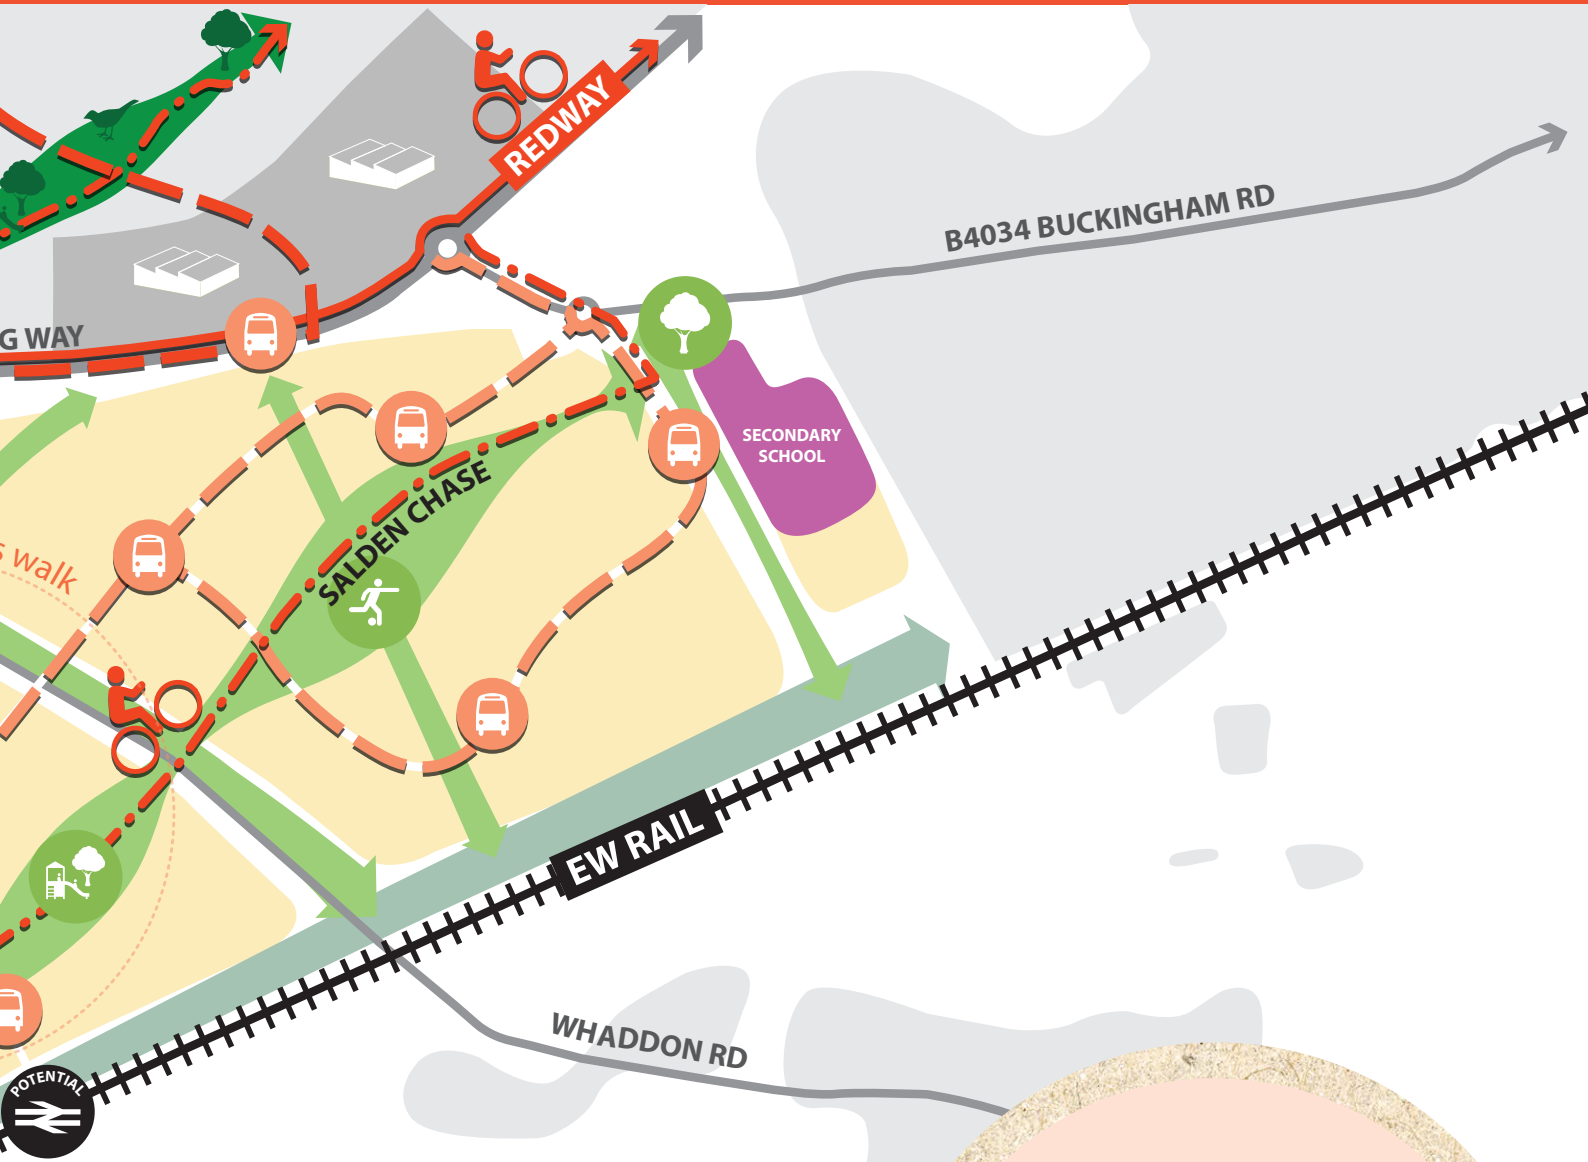 REDWAY
B4034 BUCKINGHAM RD
G WAY
SECONDARY
SCHOOL
SALDEN CHASE
s walk
EW RAIL
WHADDON RD
POTENTIAL